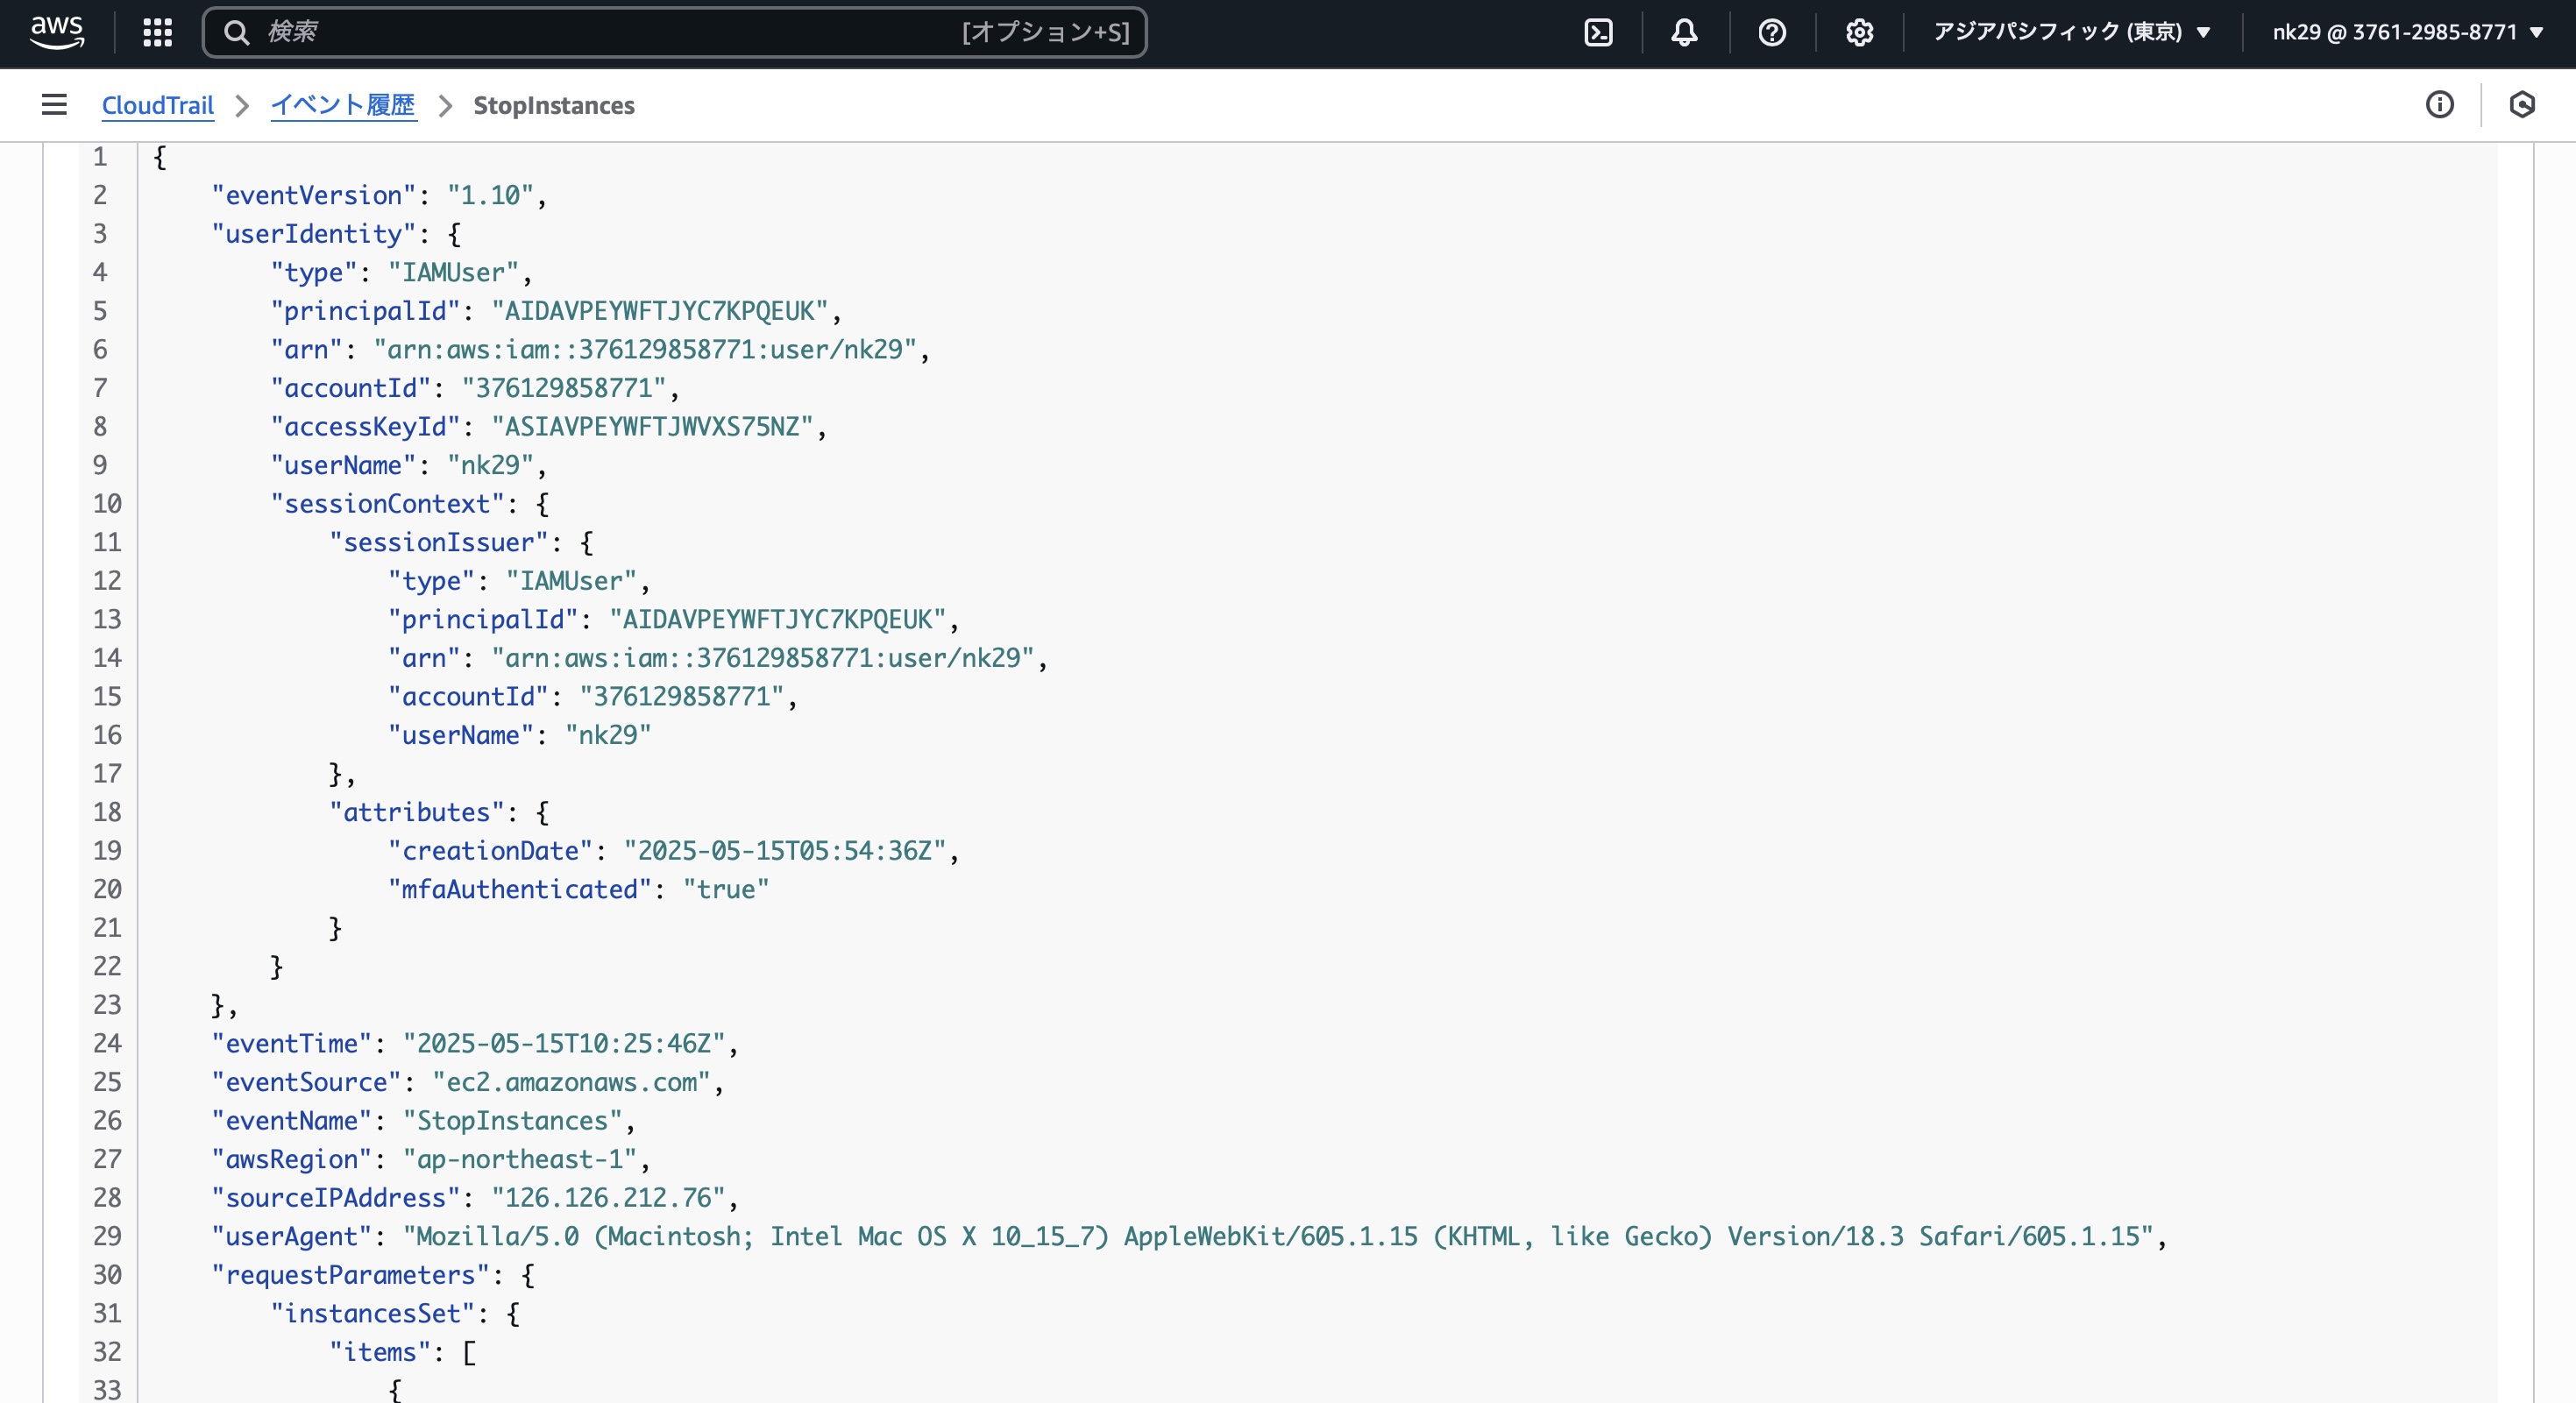 aws
検索
[オプション+S]
アジアパシフィック (東京)
nk29 @ 3761-2985-8771
CloudTrail
イベント履歴
StopInstances
1 {
2 "eventVersion": "1.10",
3 "userIdentity": {
4 "type": "IAMUser",
5 "principalId": "AIDAVPEYWFTJYC7KPQEUK",
6 "arn": "arn:aws:iam::376129858771:user/nk29",
7 "accountId": "376129858771",
8 "accessKeyId": "ASIAVPEYWFTJWVXS75NZ",
9 "userName": "nk29",
10 "sessionContext": {
11 "sessionIssuer": {
12 "type": "IAMUser",
13 "principalId": "AIDAVPEYWFTJYC7KPQEUK",
14 "arn": "arn:aws:iam::376129858771:user/nk29",
15 "accountId": "376129858771",
16 "userName": "nk29"
17 },
18 "attributes": {
19 "creationDate": "2025-05-15T05:54:36Z",
20 "mfaAuthenticated": "true"
21 }
22 }
23 },
24 "eventTime": "2025-05-15T10:25:46Z",
25 "eventSource": "ec2.amazonaws.com",
26 "eventName": "StopInstances",
27 "awsRegion": "ap-northeast-1",
28 "sourceIPAddress": "126.126.212.76",
29 "userAgent": "Mozilla/5.0 (Macintosh; Intel Mac OS X 10_15_7) AppleWebKit/605.1.15 (KHTML, like Gecko) Version/18.3 Safari/605.1.15",
30 "requestParameters": {
31 "instancesSet": {
32 "items": [
33 {